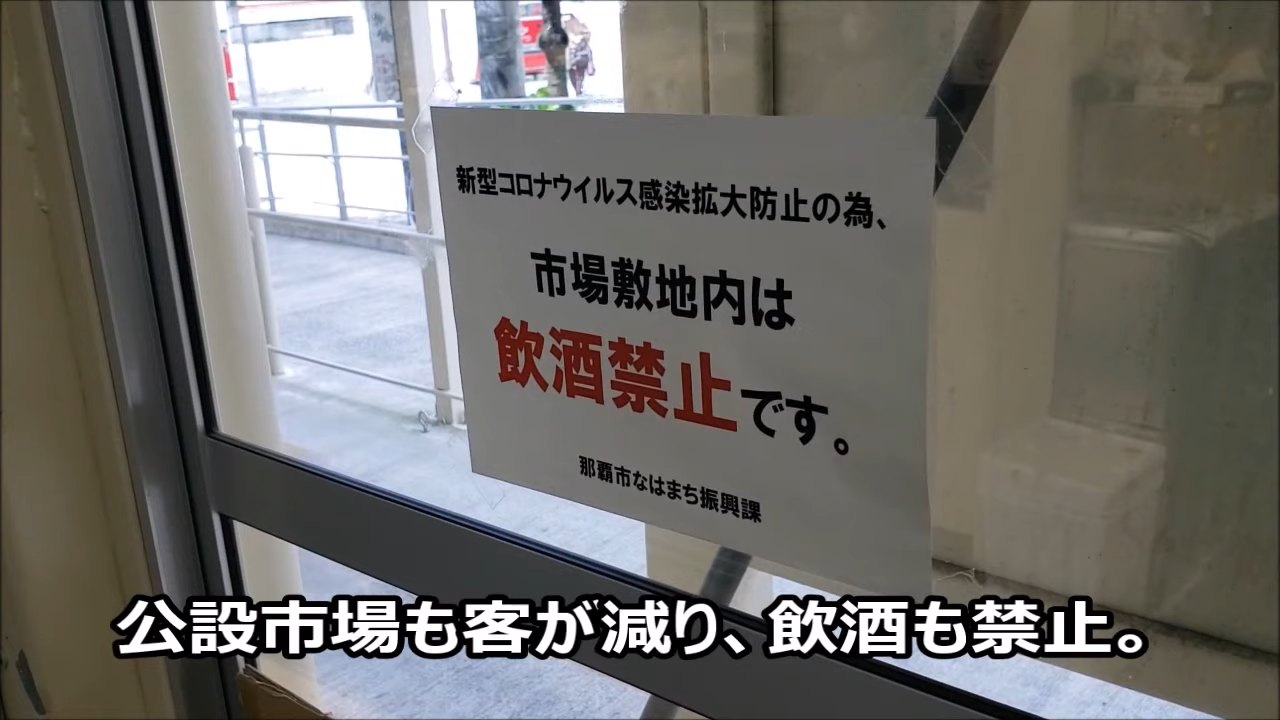 新型コロナウイルス感染拡大防止の為、
市場敷地内は
飲酒禁止です。
那覇市なはまち振興課
公設市場も客が減り、飲酒も禁止。